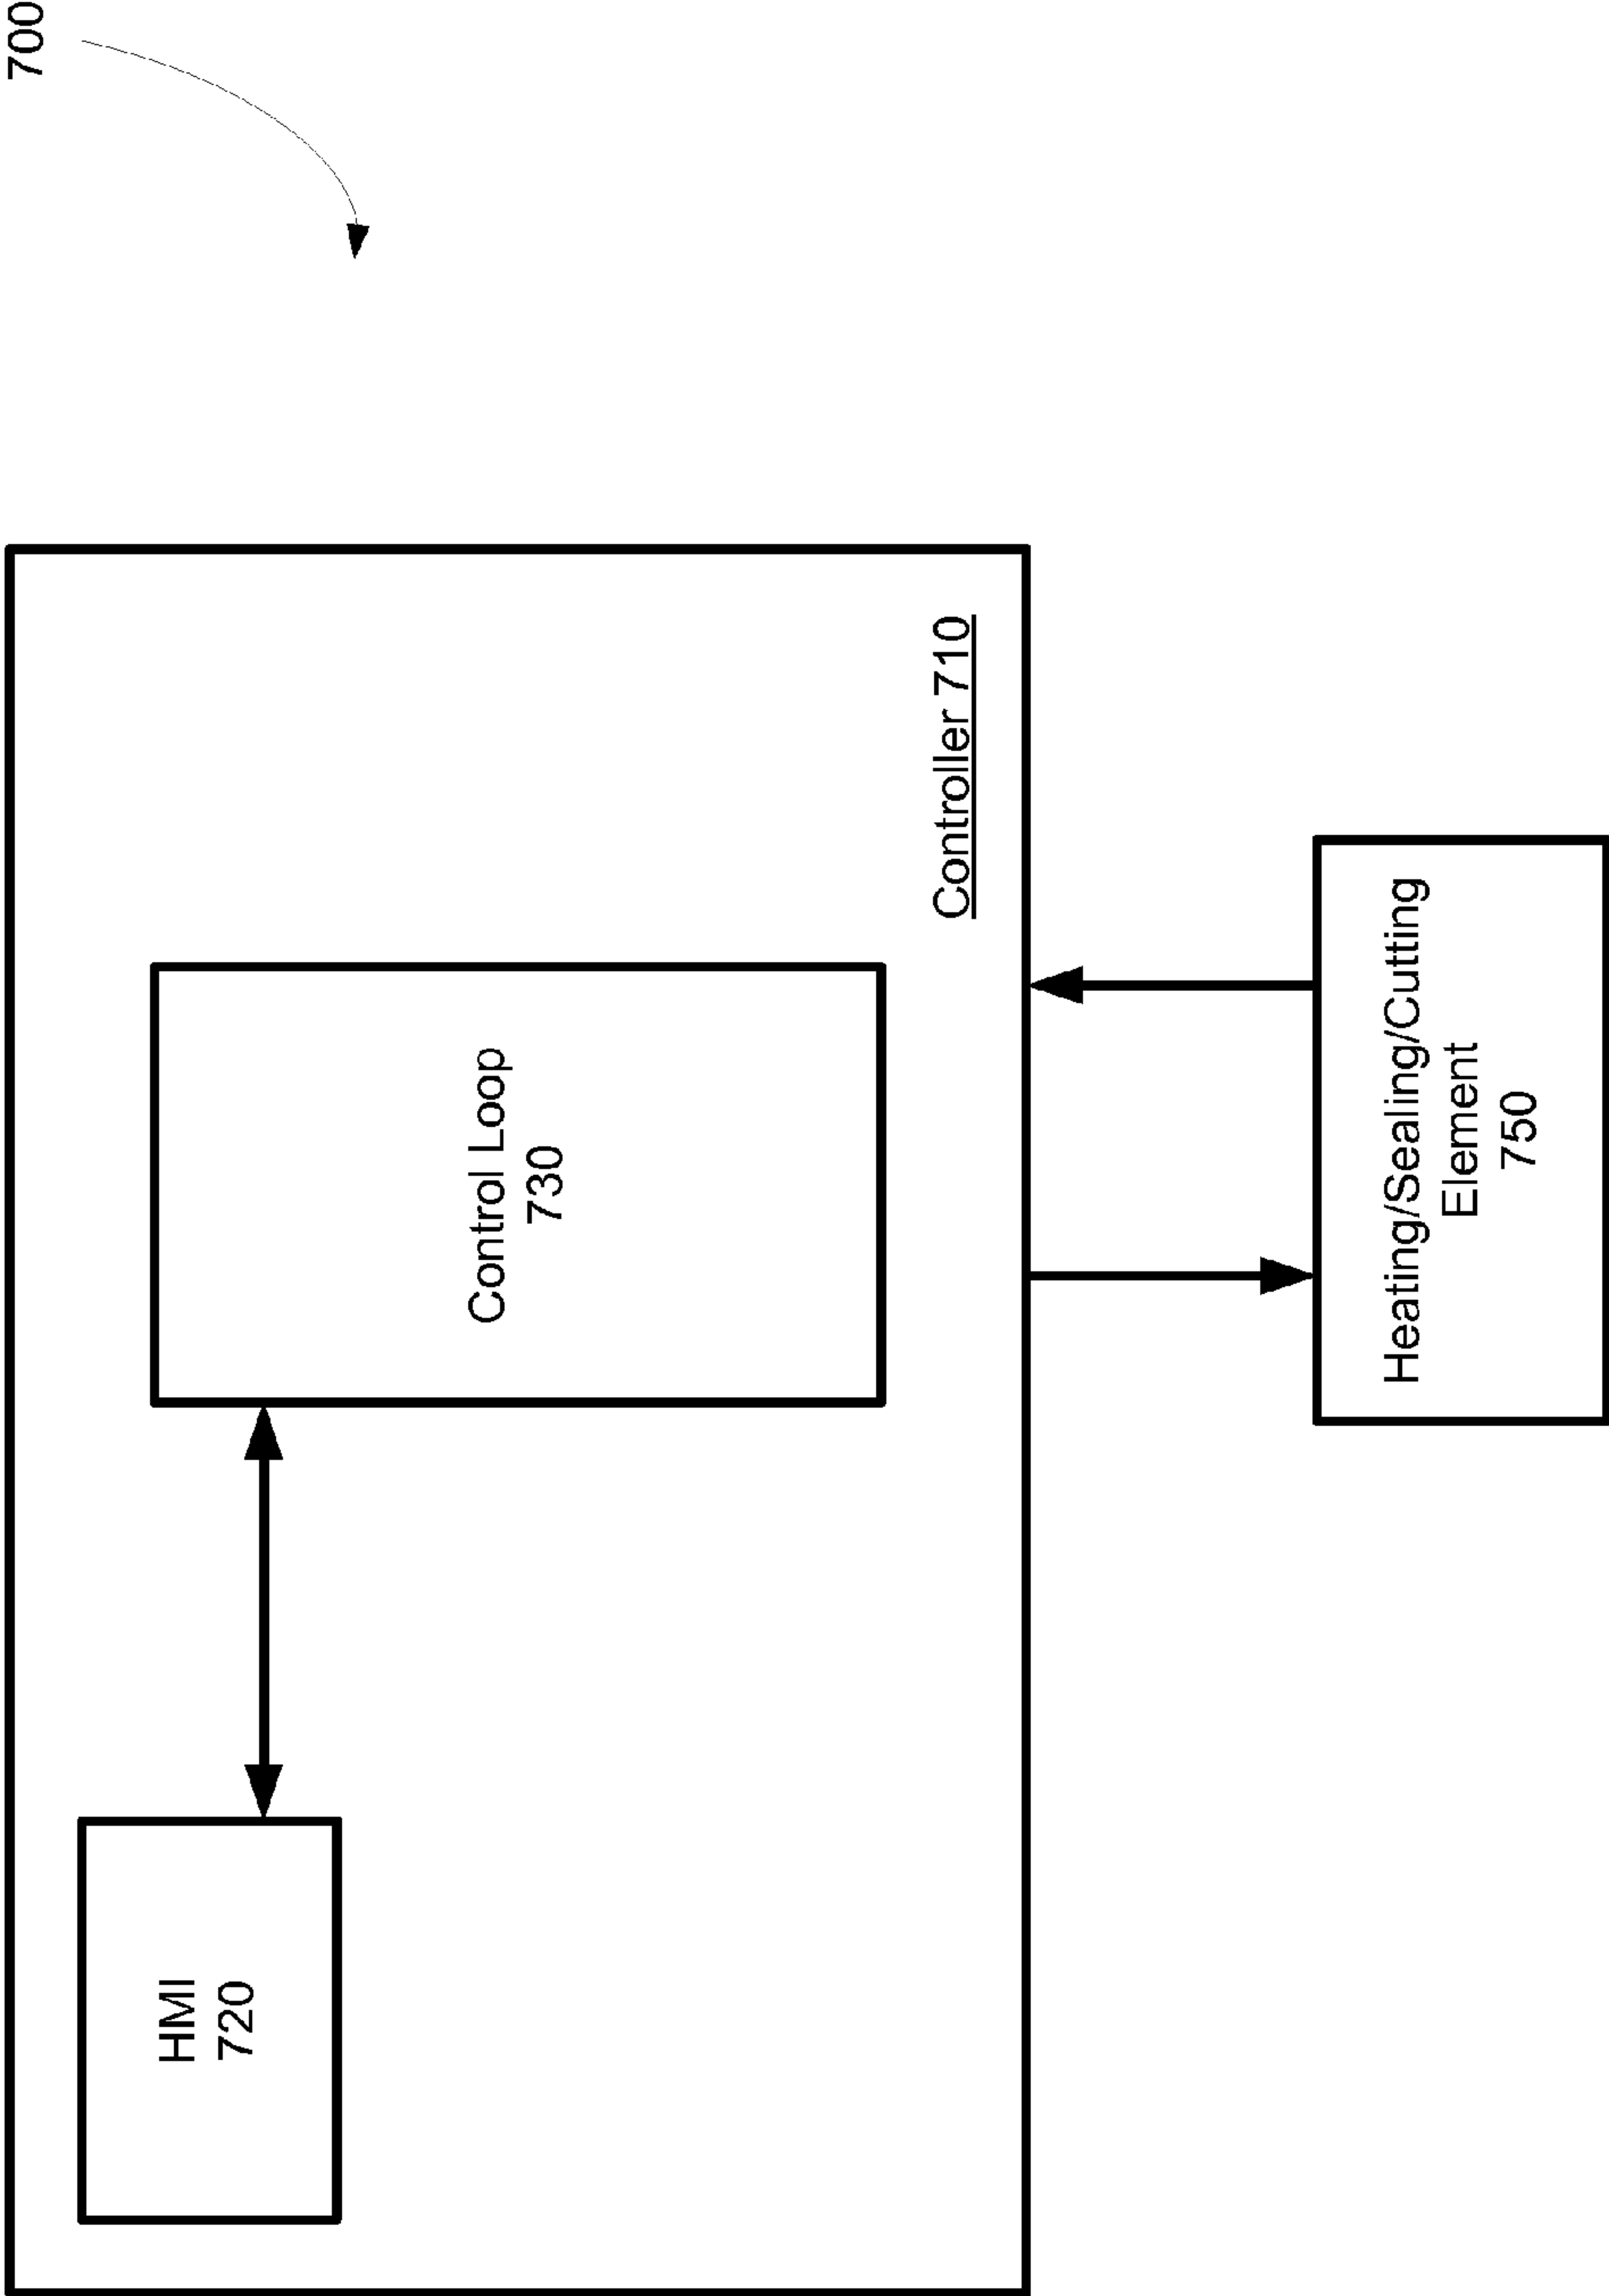 700
HMI
720
Control Loop
730
Controller 710
Heating/Sealing/Cutting
Element
750